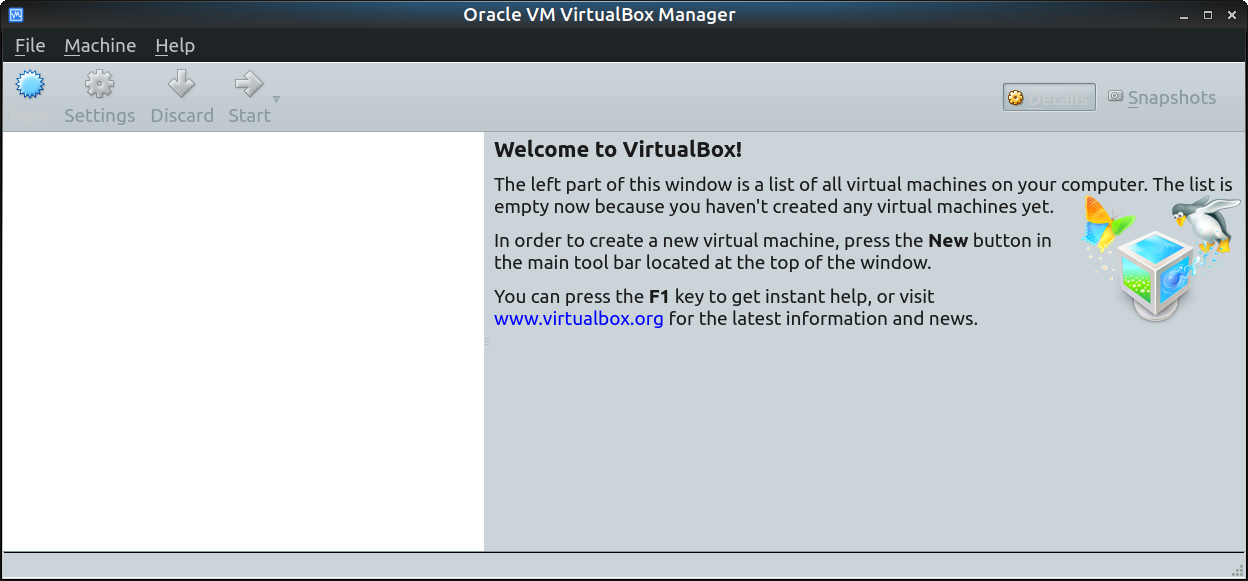 Oracle VM VirtualBox Manager
File Machine Help
New Settings Discard Start Details Snapshots
Welcome to VirtualBox!
The left part of this window is a list of all virtual machines on your computer. The list is
empty now because you haven't created any virtual machines yet.
In order to create a new virtual machine, press the New button in
the main tool bar located at the top of the window.
You can press the F1 key to get instant help, or visit
www.virtualbox.org for the latest information and news.